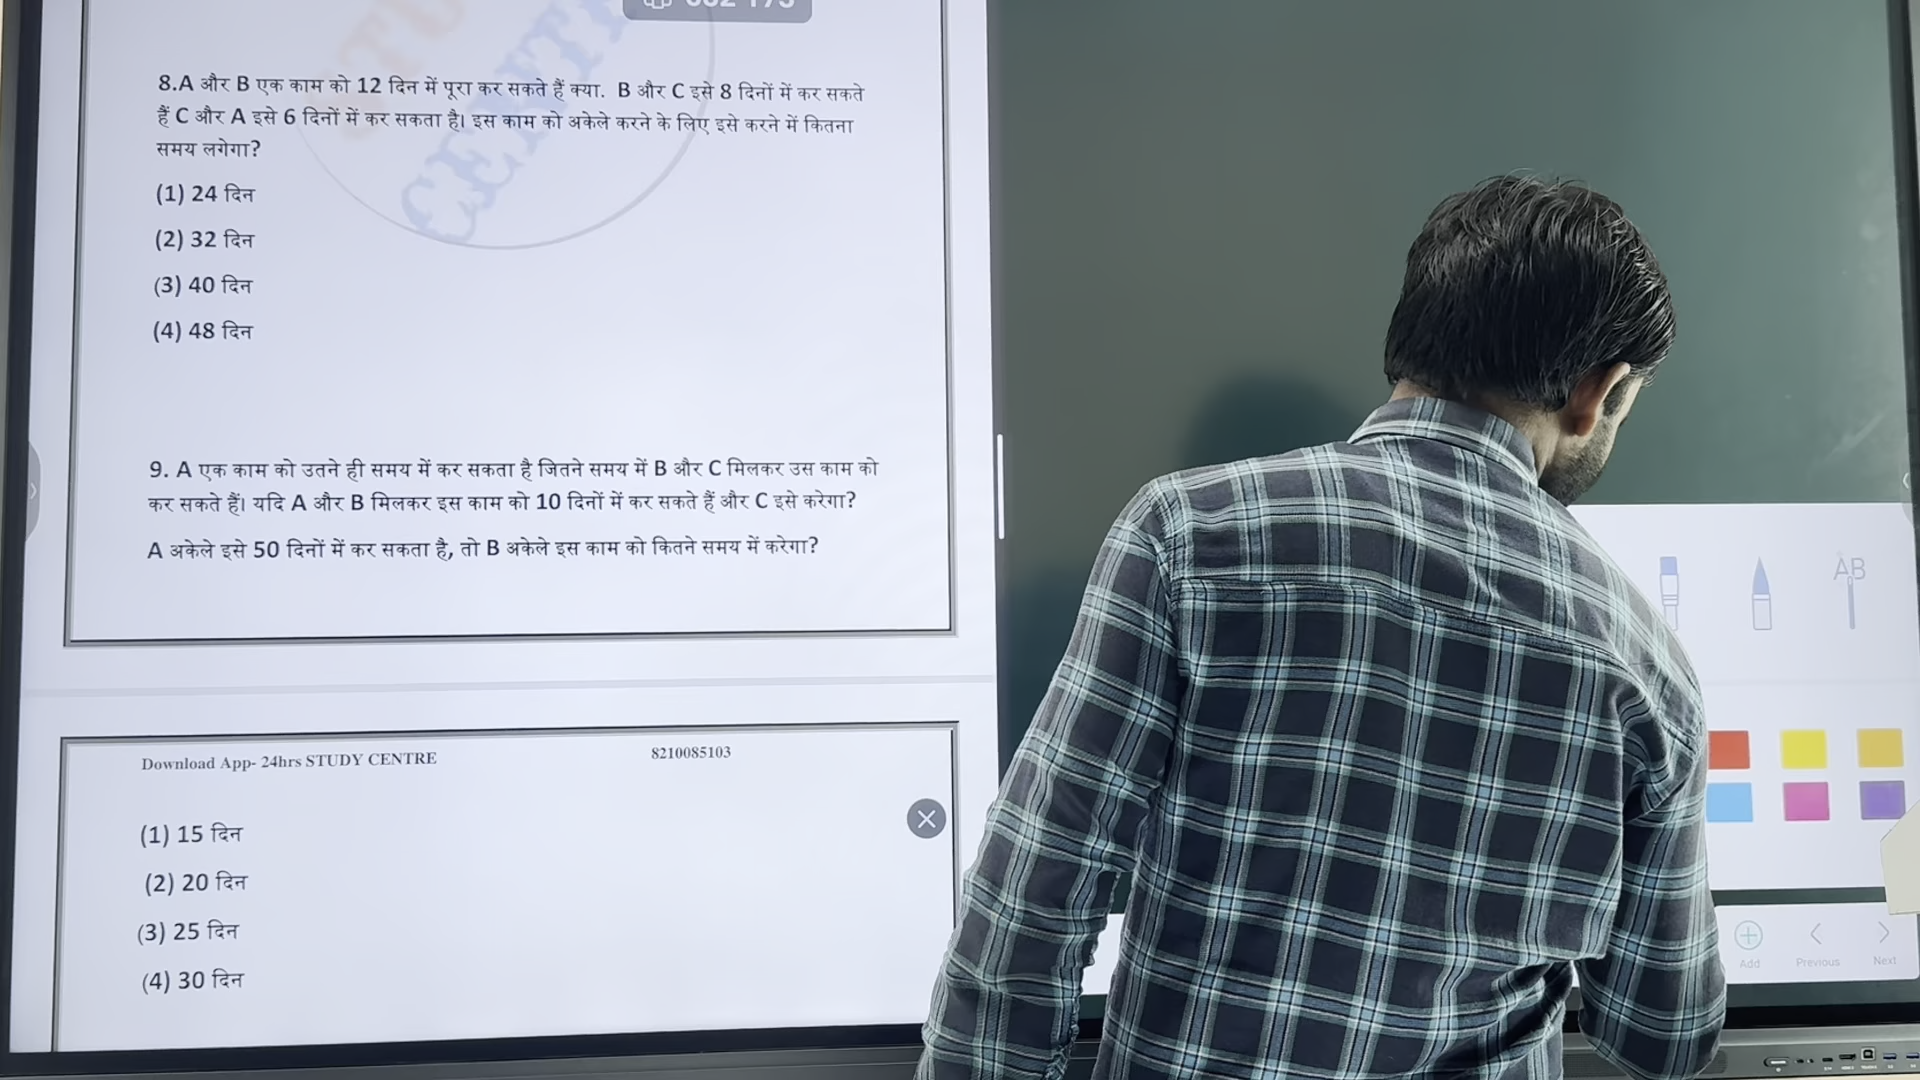 8.A और B एक काम को 12 दिन में पूरा कर सकते हैं क्या. B और C इसे 8 दिनों में कर सकते
हैं C और A इसे 6 दिनों में कर सकता है। इस काम को अकेले करने के लिए इसे करने में कितना
समय लगेगा?
(1) 24 दिन
(2) 32 दिन
(3) 40 दिन
(4) 48 दिन
9. A एक काम को उतने ही समय में कर सकता है जितने समय में B और C मिलकर उस काम को
कर सकते हैं। यदि A और B मिलकर इस काम को 10 दिनों में कर सकते हैं और C इसे करेगा?
A अकेले इसे 50 दिनों में कर सकता है, तो B अकेले इस काम को कितने समय में करेगा?
Download App- 24hrs STUDY CENTRE 8210085103
(1) 15 दिन
(2) 20 दिन
(3) 25 दिन
(4) 30 दिन
AB
Add Previous Next